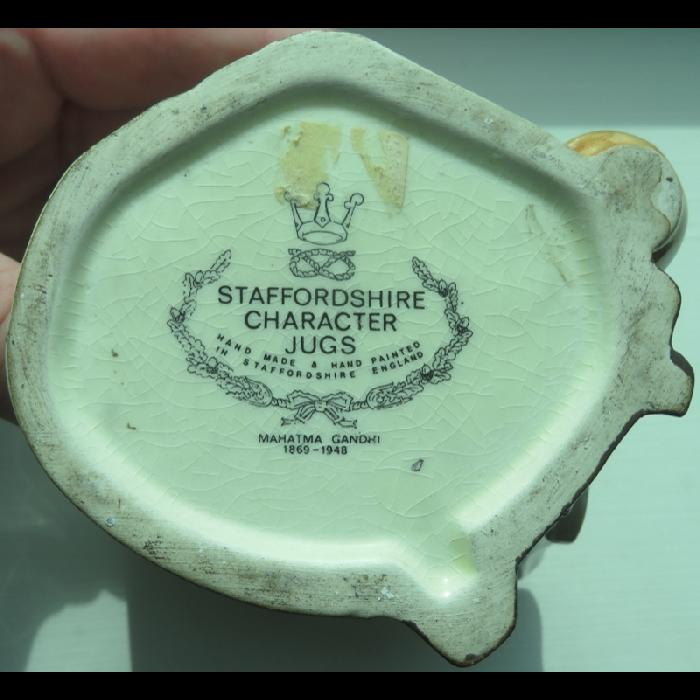 STAFFORDSHIRE
CHARACTER
JUGS
HAND MADE & HAND PAINTED
IN STAFFORDSHIRE ENGLAND
MAHATMA GANDHI
1869-1948